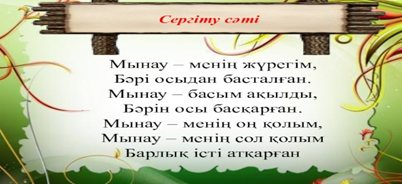 Сергіту сәті
Мынау – менің жүрегім,
Бәрі осыдан басталған.
Мынау – басым ақылды,
Бәрін осы басқарған.
Мынау – менің оң қолым,
Мынау – менің сол қолым
Барлық істі атқарған